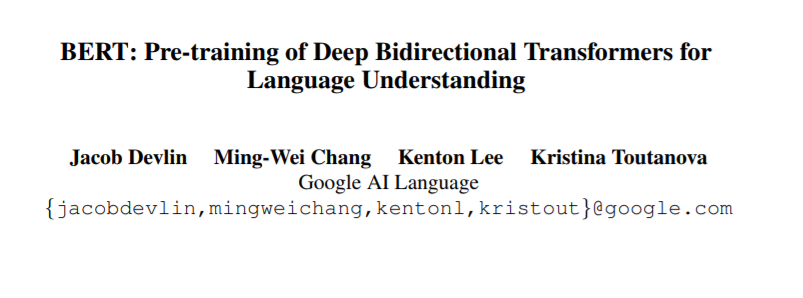 BERT: Pre-training of Deep Bidirectional Transformers for
Language Understanding
Jacob Devlin Ming-Wei Chang Kenton Lee Kristina Toutanova
Google AI Language
{jacobdevlin,mingweichang,kentonl,kristout}@google.com